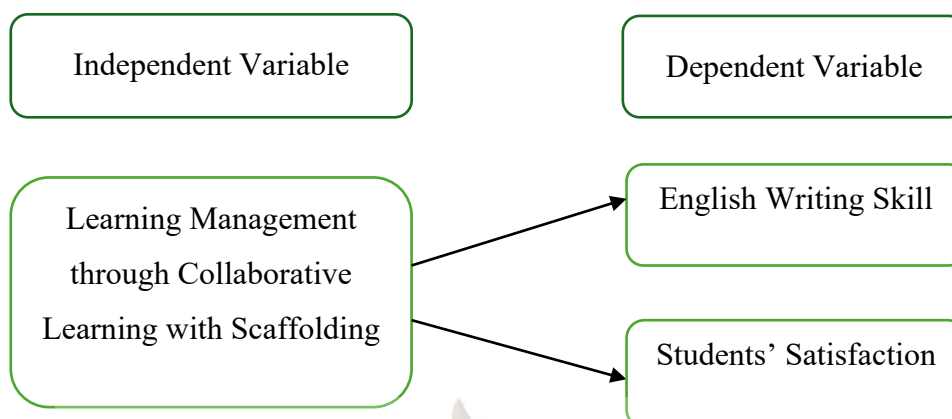 Independent Variable
Dependent Variable
Learning Management
through Collaborative
Learning with Scaffolding
English Writing Skill
Students’ Satisfaction